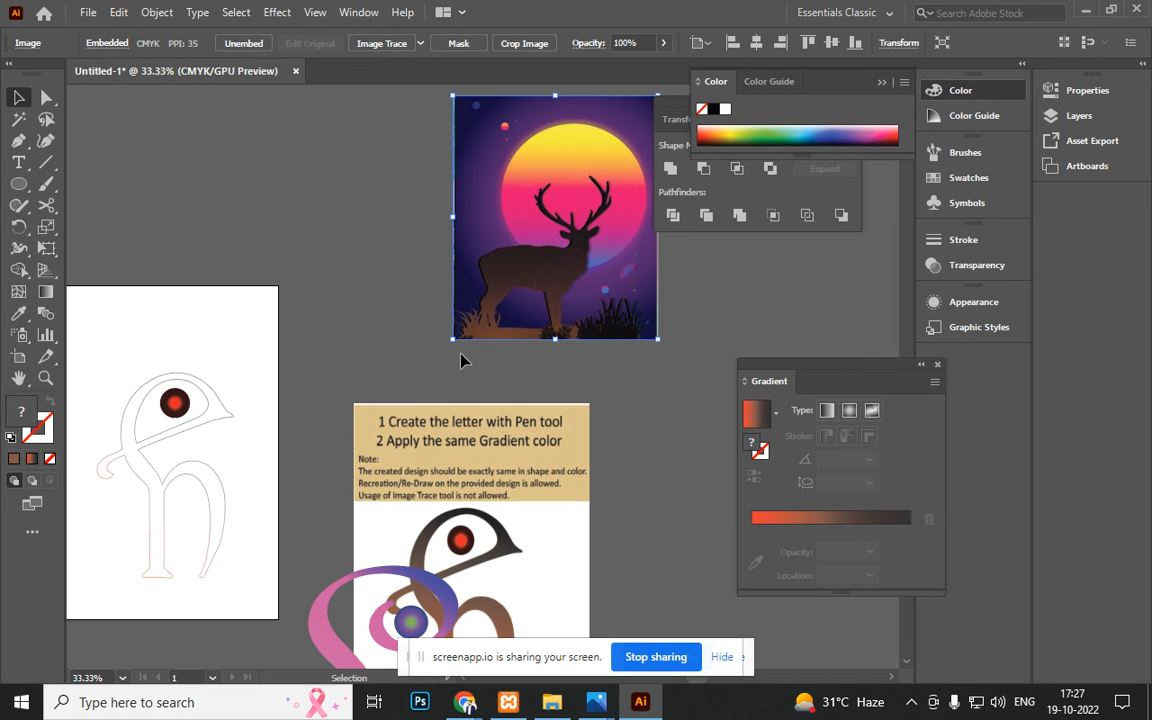 Ai
File Edit Object Type Select Effect View Window Help
Essentials Classic
Search Adobe Stock
Image Embedded CMYK PPI: 35 Unembed Edit Original Image Trace Mask Crop Image Opacity: 100% Transform
Untitled-1* @ 33.33% (CMYK/GPU Preview)
Color Color Guide
Color
Color Guide
Brushes
Swatches
Symbols
Stroke
Transparency
Appearance
Graphic Styles
Properties
Layers
Asset Export
Artboards
Expand
Pathfinders:
Gradient
Type:
Strokes:
Opacity:
Location:
1 Create the letter with Pen tool
2 Apply the same Gradient color
Note:
The created design should be exactly same in shape and color.
Recreation/Re-Draw on the provided design is allowed.
Usage of Image Trace tool is not allowed.
?
?
screenapp.io is sharing your screen.
Stop sharing
Hide
33.33% 1 Selection
Type here to search
Ps
Ai
31°C Haze
ENG
17:27
19-10-2022